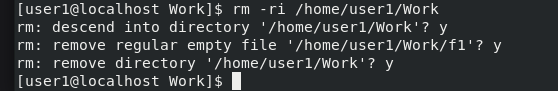 [user1@localhost Work]$ rm -ri /home/user1/Work
rm: descend into directory '/home/user1/Work'? y
rm: remove regular empty file '/home/user1/Work/f1'? y
rm: remove directory '/home/user1/Work'? y
[user1@localhost Work]$